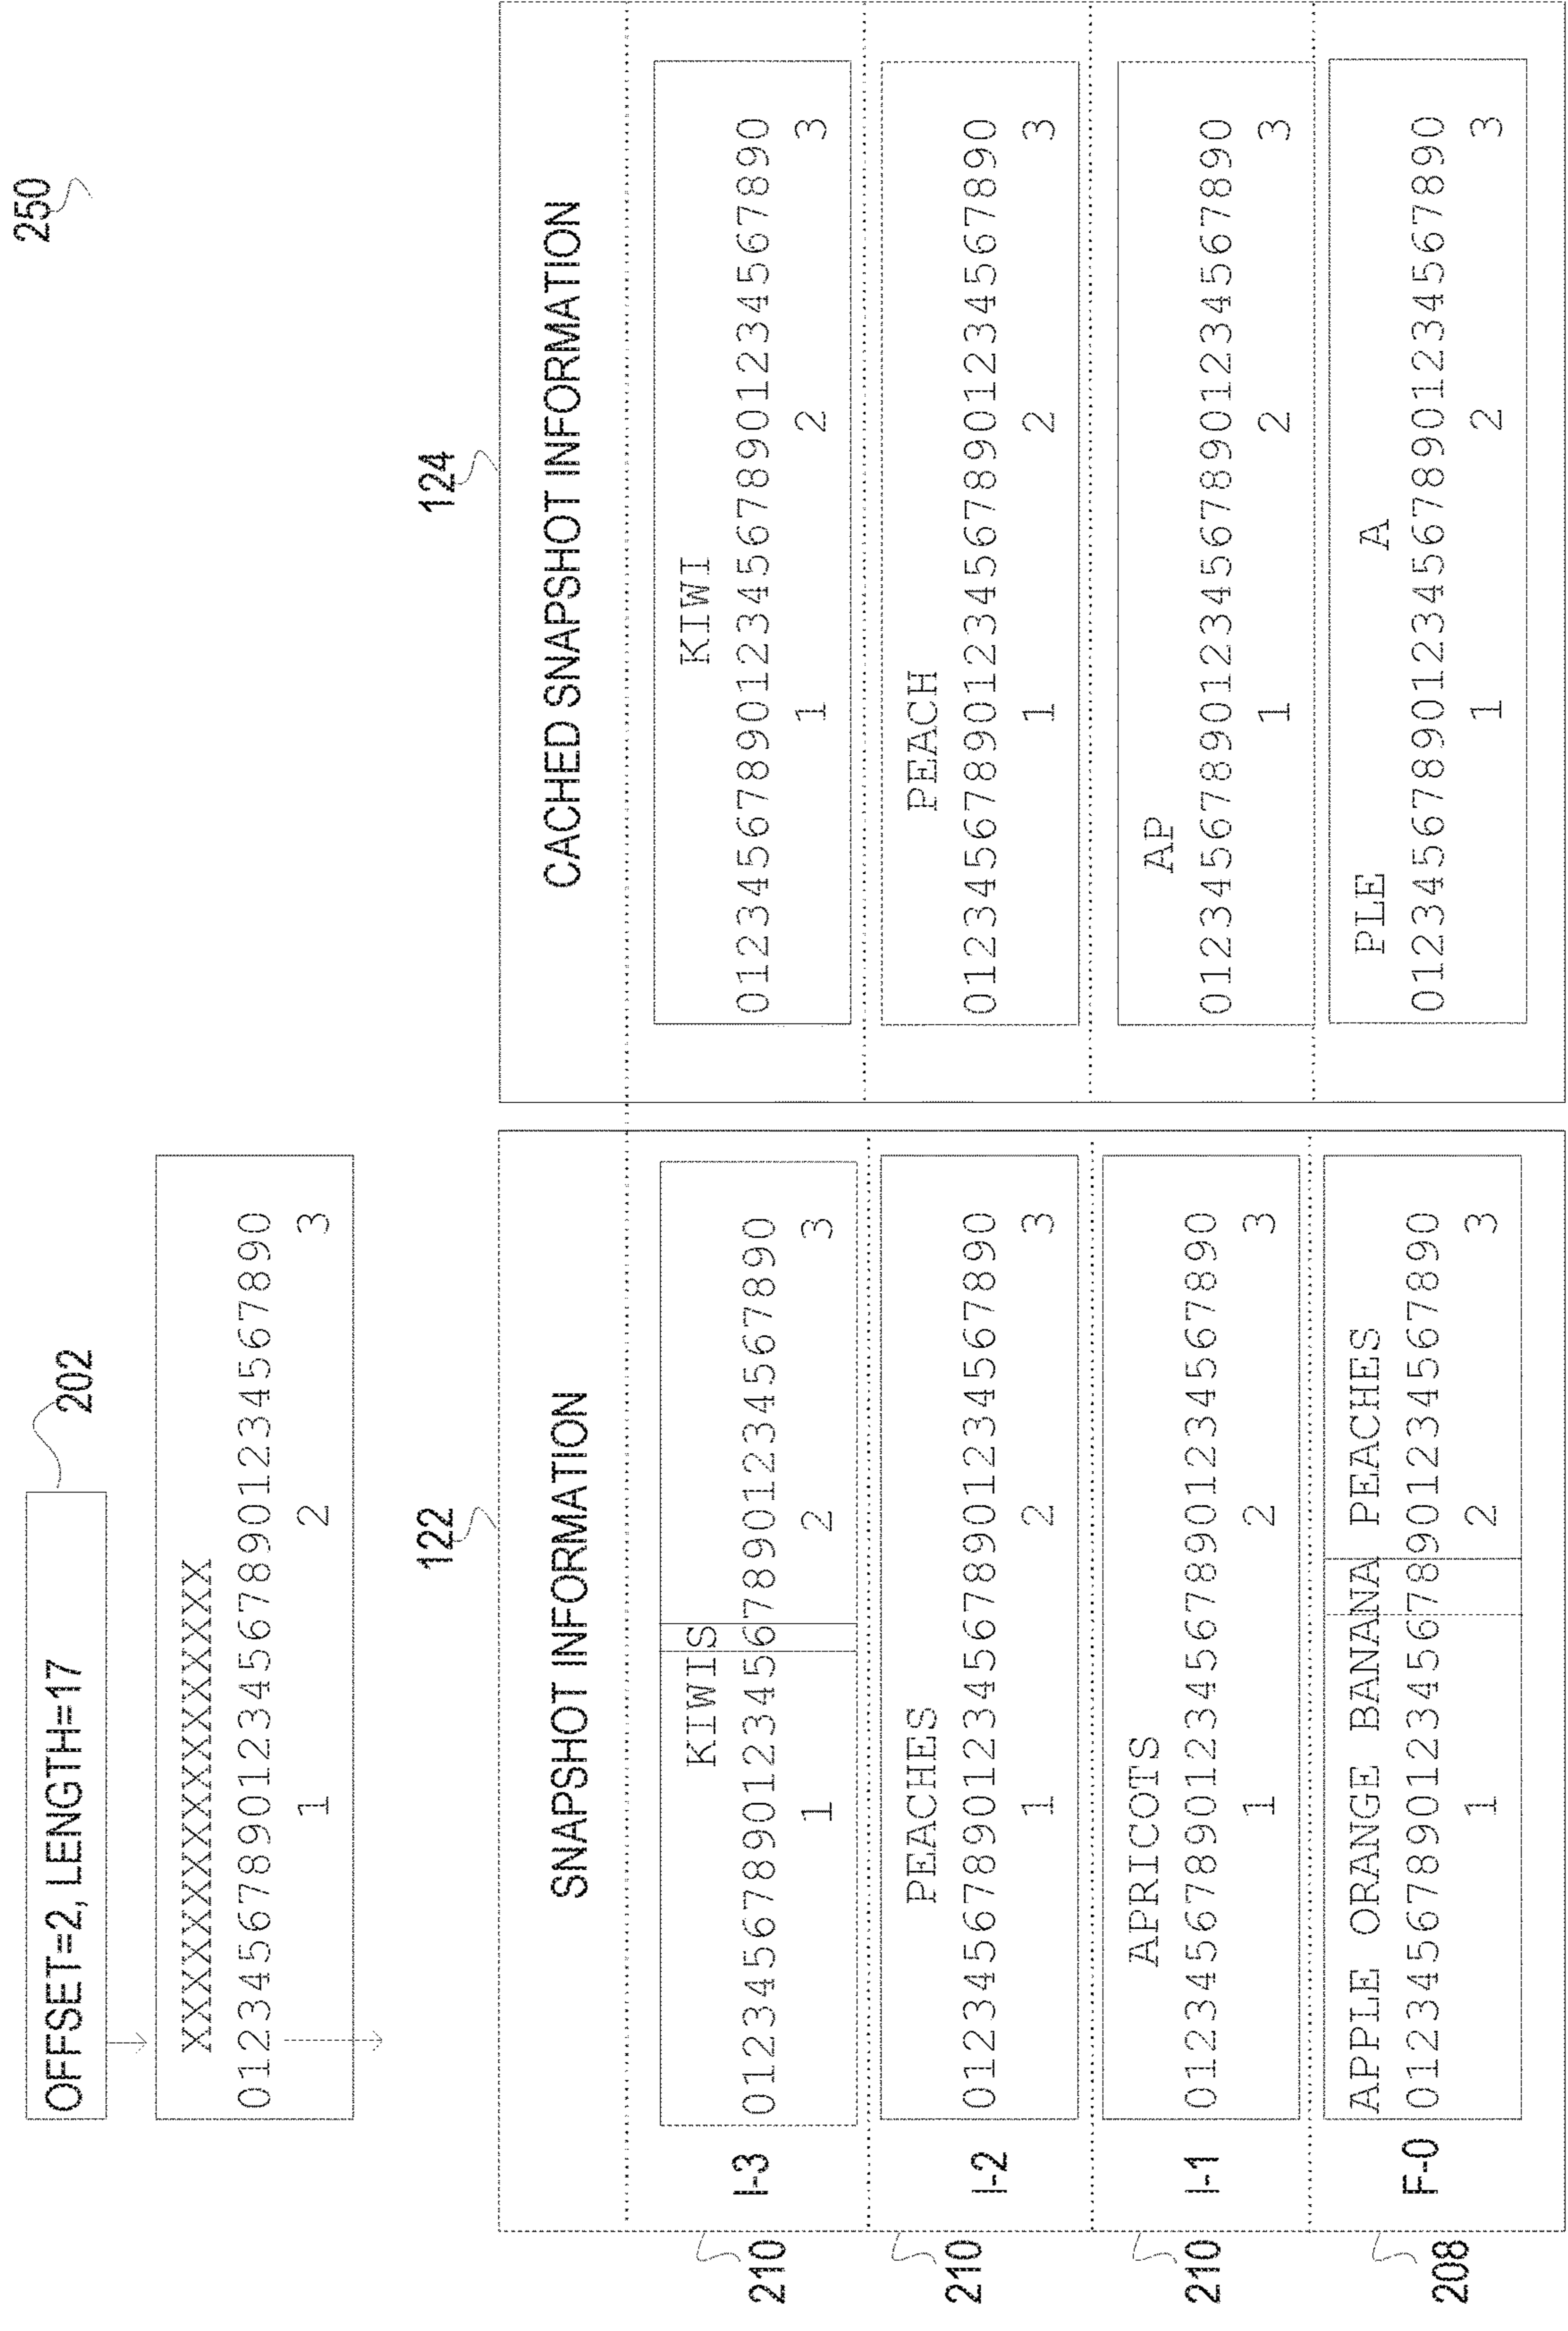 250
OFFSET=2, LENGTH=17
202
XXXXXXXXXXXXXXXXX
0123456789012345678901234567890
1 2 3
122
SNAPSHOT INFORMATION
210
I-3
KIWIS
0123456789012345678901234567890
1 2 3
210
I-2
PEACHES
0123456789012345678901234567890
1 2 3
210
I-1
APRICOTS
0123456789012345678901234567890
1 2 3
208
F-0
APPLE ORANGE BANANA PEACHES
0123456789012345678901234567890
1 2 3
124
CACHED SNAPSHOT INFORMATION
KIWI
0123456789012345678901234567890
1 2 3
PEACH
0123456789012345678901234567890
1 2 3
AP
0123456789012345678901234567890
1 2 3
PLE A
0123456789012345678901234567890
1 2 3